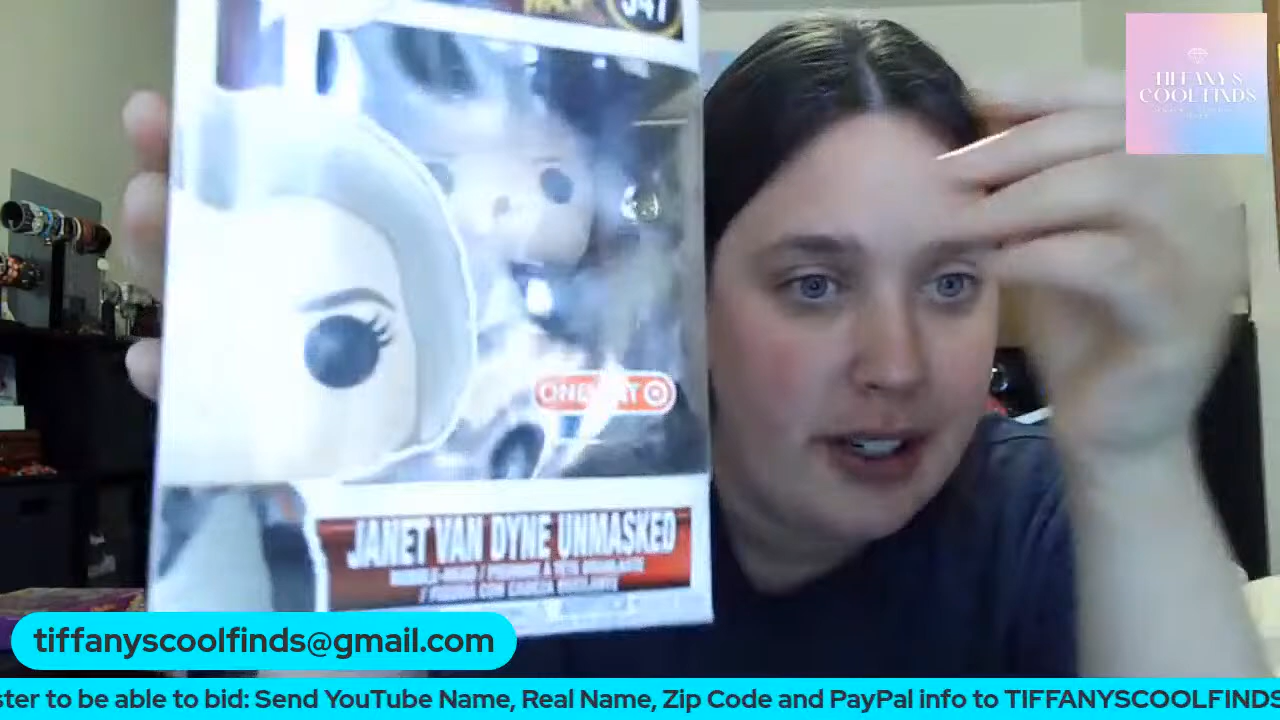 341
TIFFANY'S
COOL FINDS
ONLY AT
JANET VAN DYNE UNMASKED
tiffanyscoolfinds@gmail.com
ster to be able to bid: Send YouTube Name, Real Name, Zip Code and PayPal info to TIFFANYSCOOLFINDS